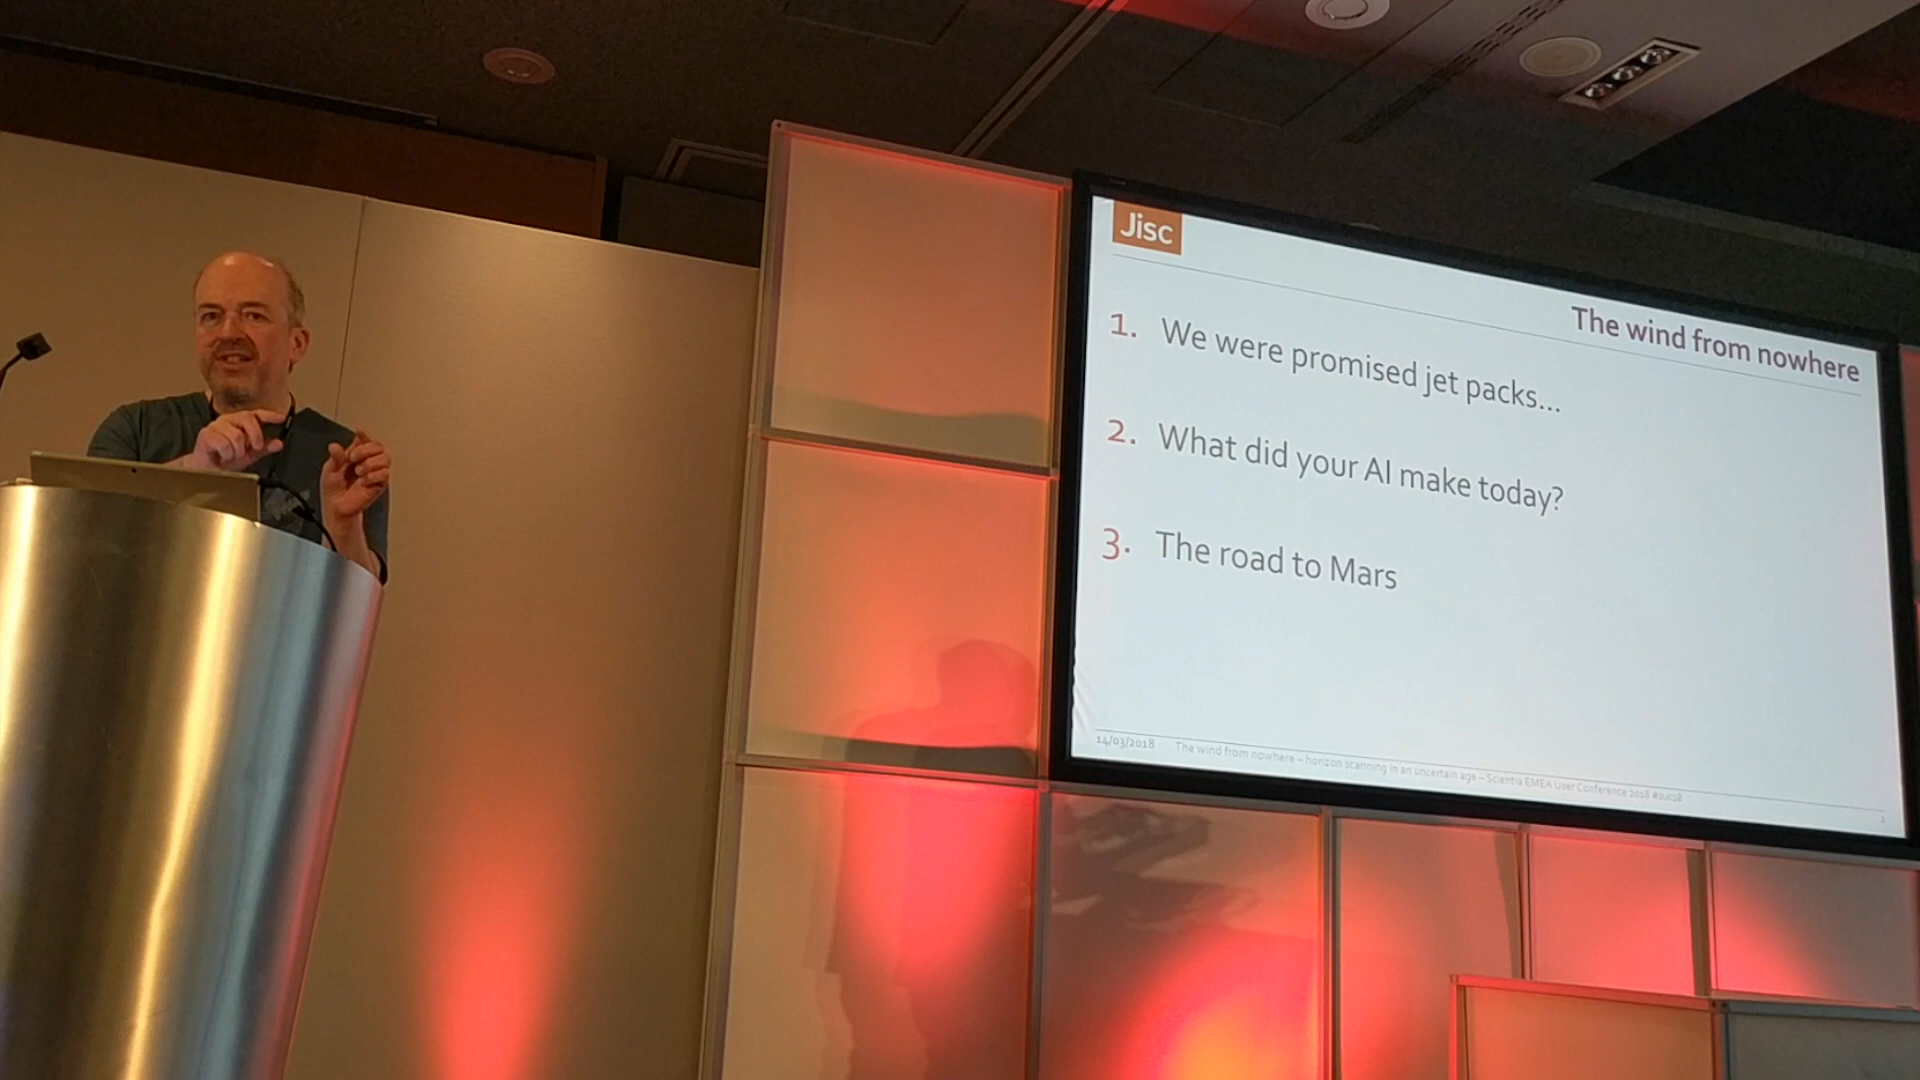 Jisc
The wind from nowhere
1. We were promised jet packs...
2. What did your AI make today?
3. The road to Mars
14/03/2018 The wind from nowhere – horizon scanning in an uncertain age – Scientia EMEA User Conference 2018 #suc18
1